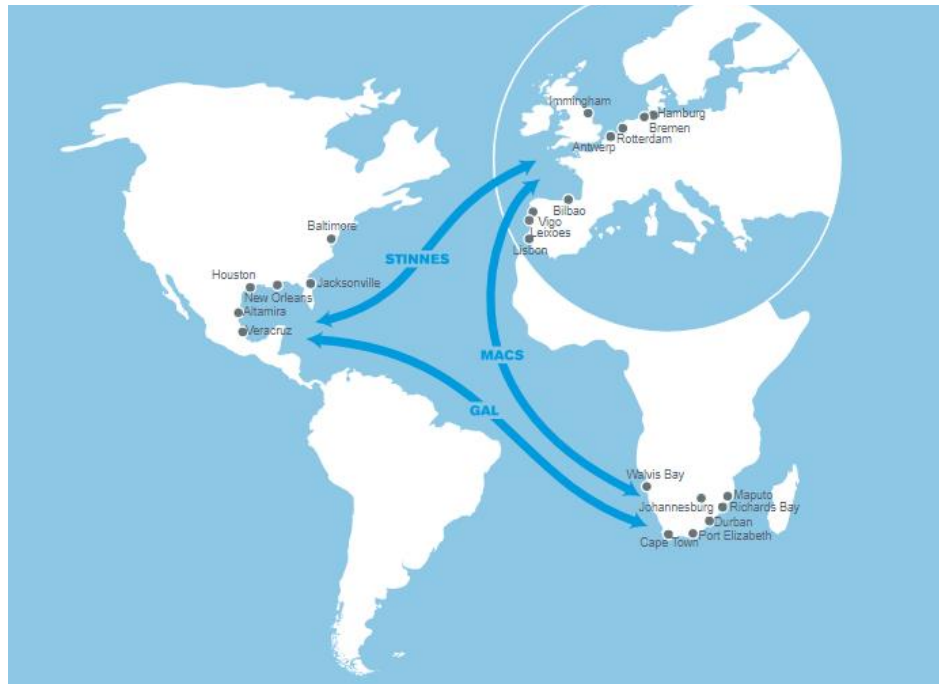 Immingham
Hamburg
Bremen
Rotterdam
Antwerp
Bilbao
Vigo
Leixoes
Lisbon
Baltimore
STINNES
Houston
Jacksonville
New Orleans
Altamira
Veracruz
MACS
GAL
Walvis Bay
Maputo
Johannesburg
Richards Bay
Durban
Port Elizabeth
Cape Town